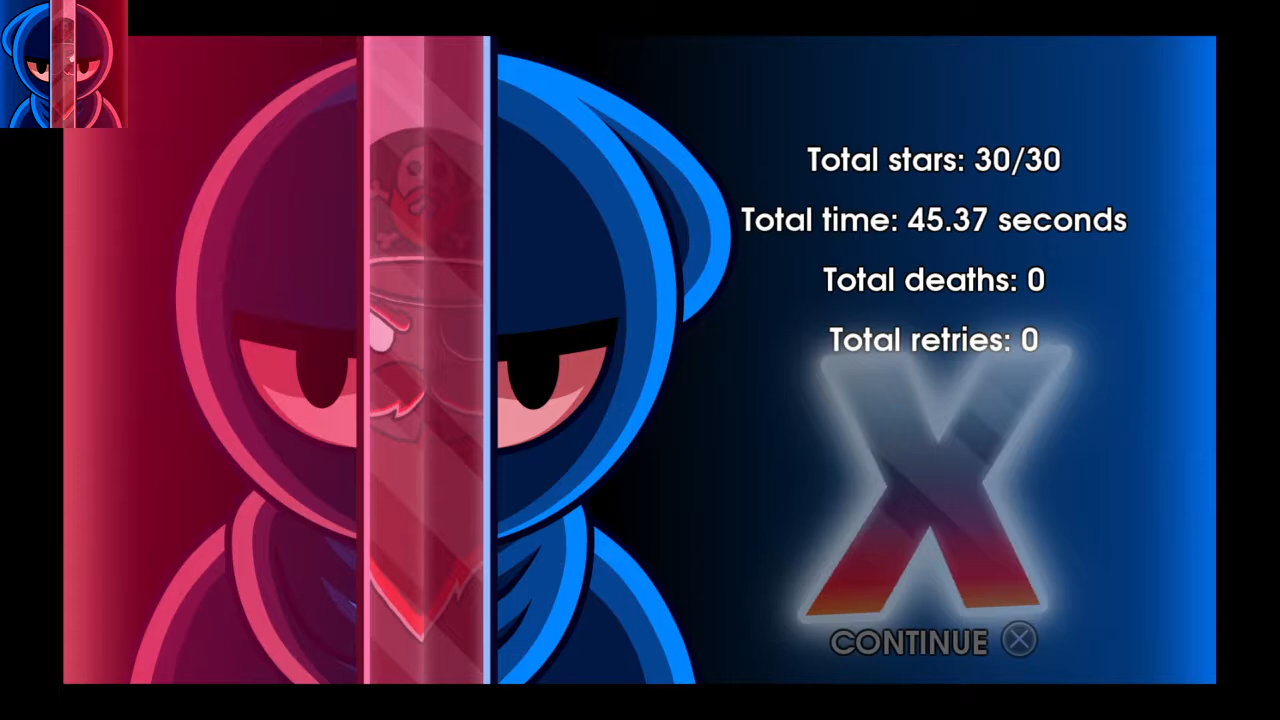 Total stars: 30/30
Total time: 45.37 seconds
Total deaths: 0
Total retries: 0
X
CONTINUE